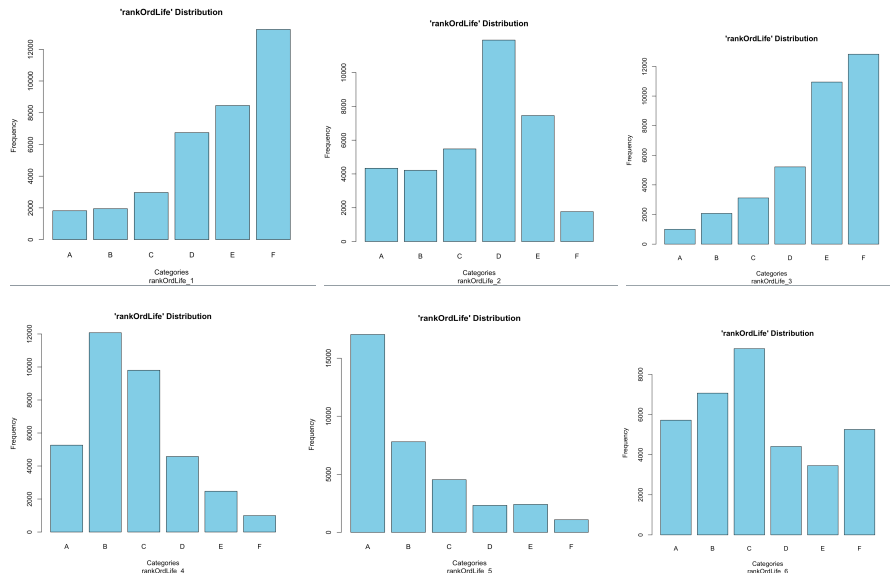 'rankOrdLife' Distribution
Frequency
0
2000
4000
6000
8000
10000
12000
A B C D E F
Categories
rankOrdLife_1
'rankOrdLife' Distribution
Frequency
0
2000
4000
6000
8000
10000
A B C D E F
Categories
rankOrdLife_2
'rankOrdLife' Distribution
Frequency
0
2000
4000
6000
8000
10000
12000
A B C D E F
Categories
rankOrdLife_3
'rankOrdLife' Distribution
Frequency
0
2000
4000
6000
8000
10000
12000
A B C D E F
Categories
rankOrdLife_4
'rankOrdLife' Distribution
Frequency
0
5000
10000
15000
A B C D E F
Categories
rankOrdLife_5
'rankOrdLife' Distribution
Frequency
0
2000
4000
6000
8000
A B C D E F
Categories
rankOrdLife_6